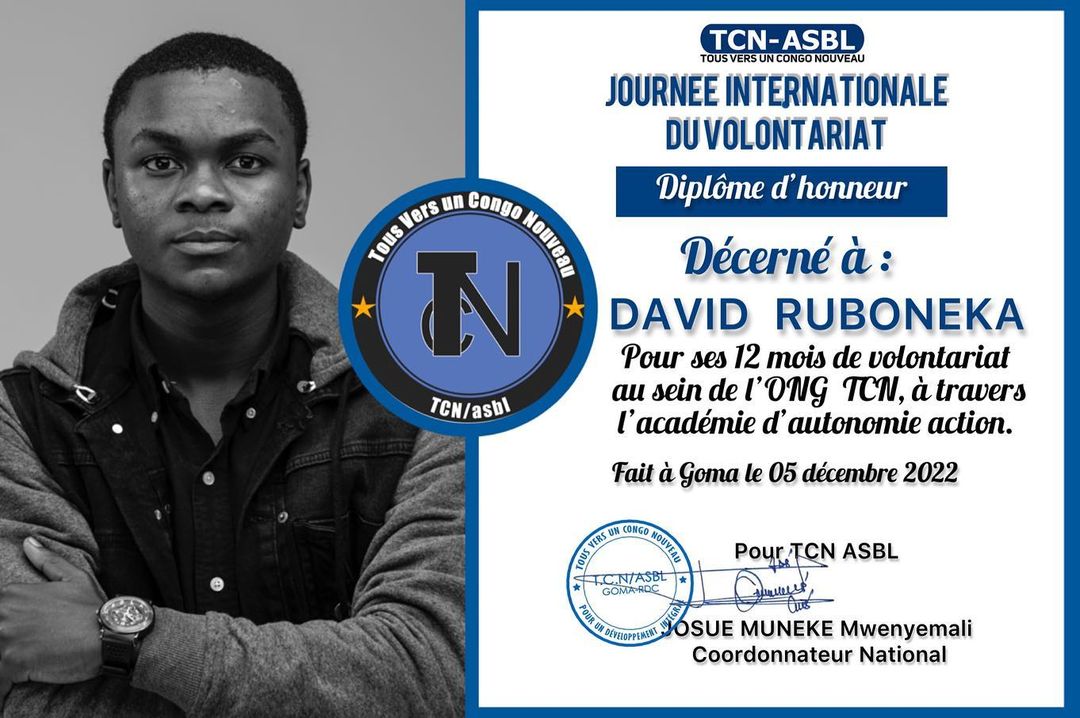 TCN-ASBL
TOUS VERS UN CONGO NOUVEAU
JOURNEE INTERNATIONALE
DU VOLONTARIAT
Diplôme d'honneur
Décerné à :
DAVID RUBONEKA
Pour ses 12 mois de volontariat
au sein de l'ONG TCN, à travers
l'académie d'autonomie action.
Fait à Goma le 05 décembre 2022
Tous Vers un Congo Nouveau
TCN
TCN/asbl
Pour TCN ASBL
TOUS VERS UN CONGO NOUVEAU
T.C.N/ASBL
GOMA-RDC
POUR UN DÉVELOPPEMENT INTEGRAL
JOSUE MUNEKE Mwenyemali
Coordonnateur National